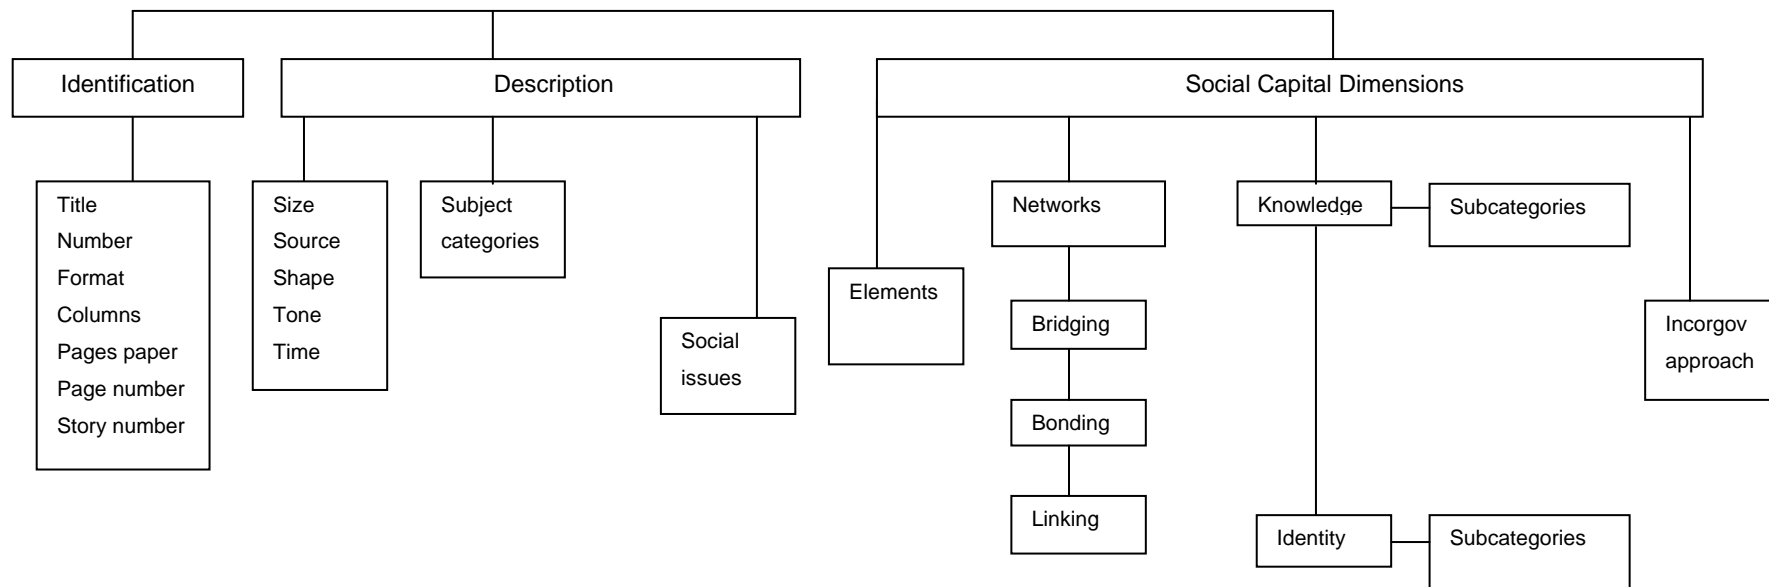 Identification
Description
Social Capital Dimensions
Title
Number
Format
Columns
Pages paper
Page number
Story number
Size
Source
Shape
Tone
Time
Subject
categories
Social
issues
Elements
Networks
Bridging
Bonding
Linking
Knowledge
Subcategories
Identity
Subcategories
Incorgov
approach